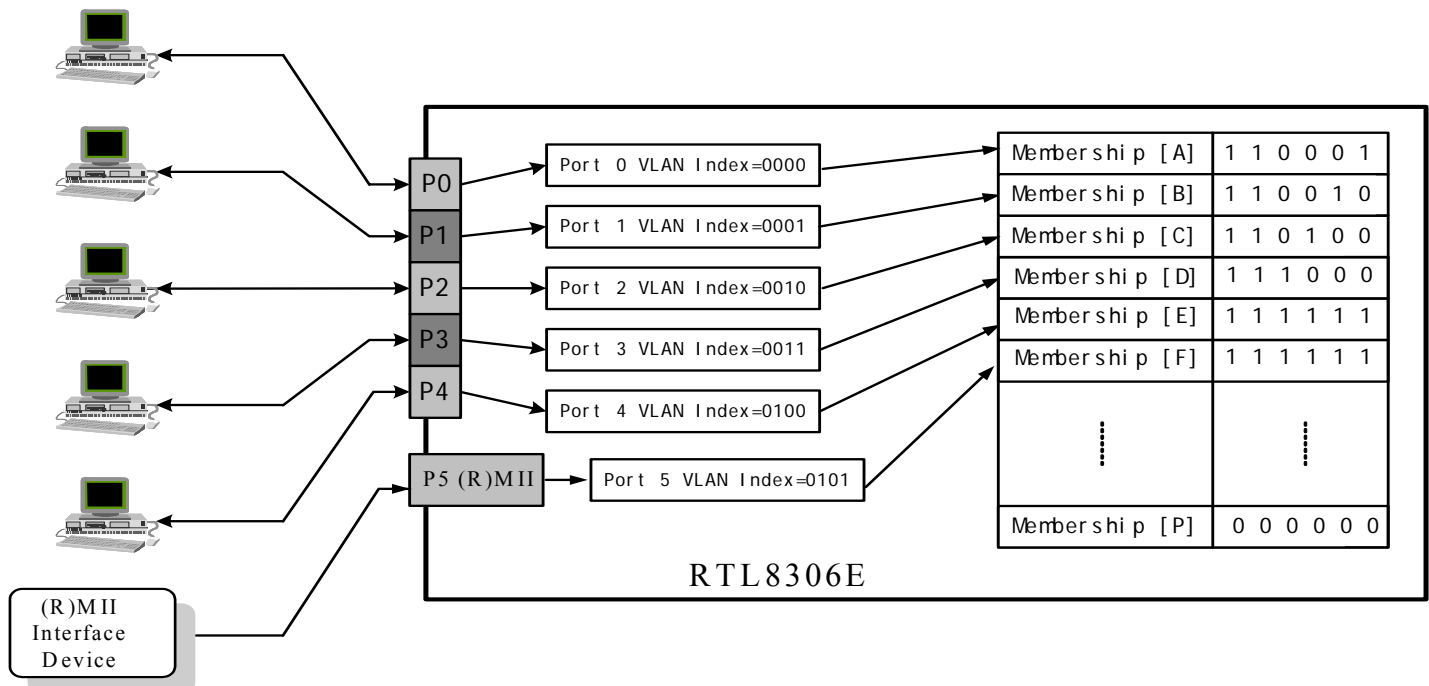 P0
P1
P2
P3
P4
P5 (R)MII
Port 0 VLAN Index=0000
Port 1 VLAN Index=0001
Port 2 VLAN Index=0010
Port 3 VLAN Index=0011
Port 4 VLAN Index=0100
Port 5 VLAN Index=0101
Membership [A] 1 1 0 0 0 1
Membership [B] 1 1 0 0 1 0
Membership [C] 1 1 0 1 0 0
Membership [D] 1 1 1 0 0 0
Membership [E] 1 1 1 1 1 1
Membership [F] 1 1 1 1 1 1
Membership [P] 0 0 0 0 0 0
RTL8306E
(R)MII
Interface
Device